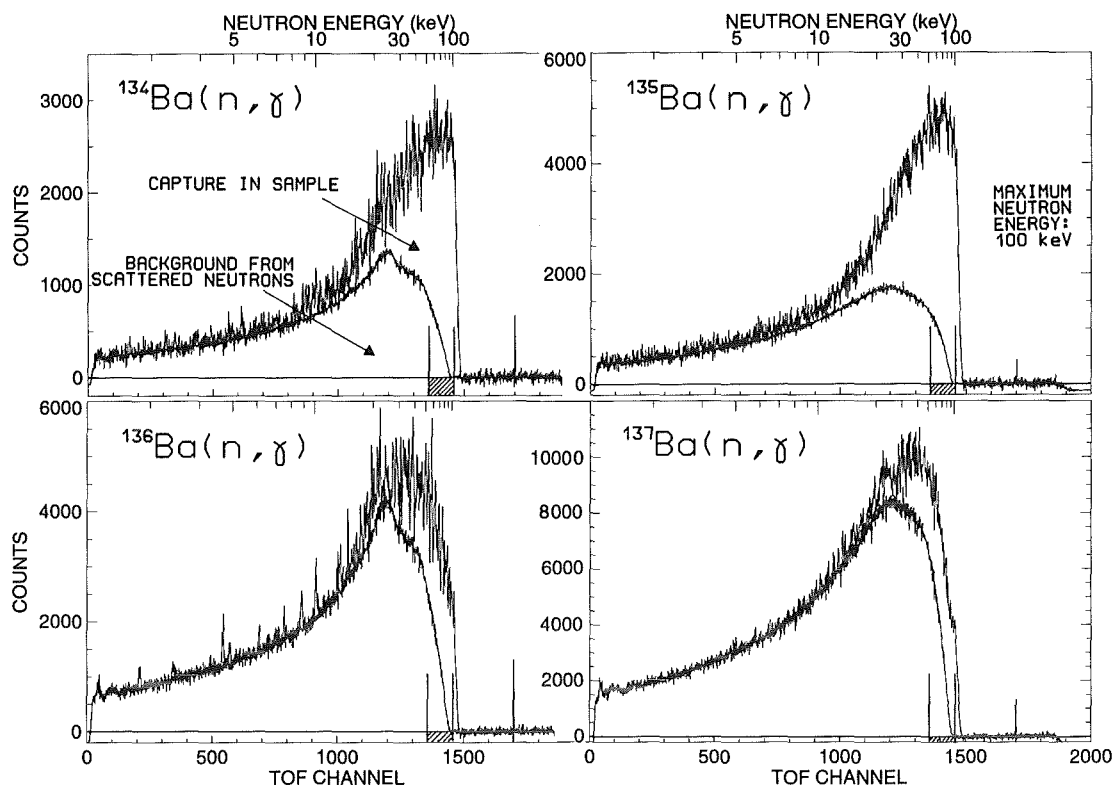 NEUTRON ENERGY (keV)
5 10 30 100
NEUTRON ENERGY (keV)
5 10 30 100
COUNTS
3000
2000
1000
0
¹³⁴Ba(n,γ)
CAPTURE IN SAMPLE
BACKGROUND FROM
SCATTERED NEUTRONS
6000
4000
2000
0
¹³⁵Ba(n,γ)
MAXIMUM
NEUTRON
ENERGY:
100 keV
COUNTS
6000
4000
2000
0
¹³⁶Ba(n,γ)
0 500 1000 1500
TOF CHANNEL
10000
8000
6000
4000
2000
0
¹³⁷Ba(n,γ)
0 500 1000 1500 2000
TOF CHANNEL